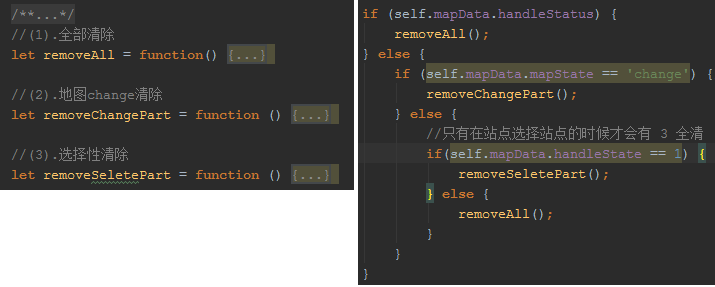 /**...*/
//(1).全部清除
let removeAll = function() {...}
//(2).地图change清除
let removeChangePart = function () {...}
//(3).选择性清除
let removeSeletePart = function () {...}
if (self.mapData.handleStatus) {
removeAll();
} else {
if (self.mapData.mapState == 'change') {
removeChangePart();
} else {
//只有在站点选择站点的时候才会有 3 全清
if(self.mapData.handleState == 1) {
removeSeletePart();
} else {
removeAll();
}
}
}